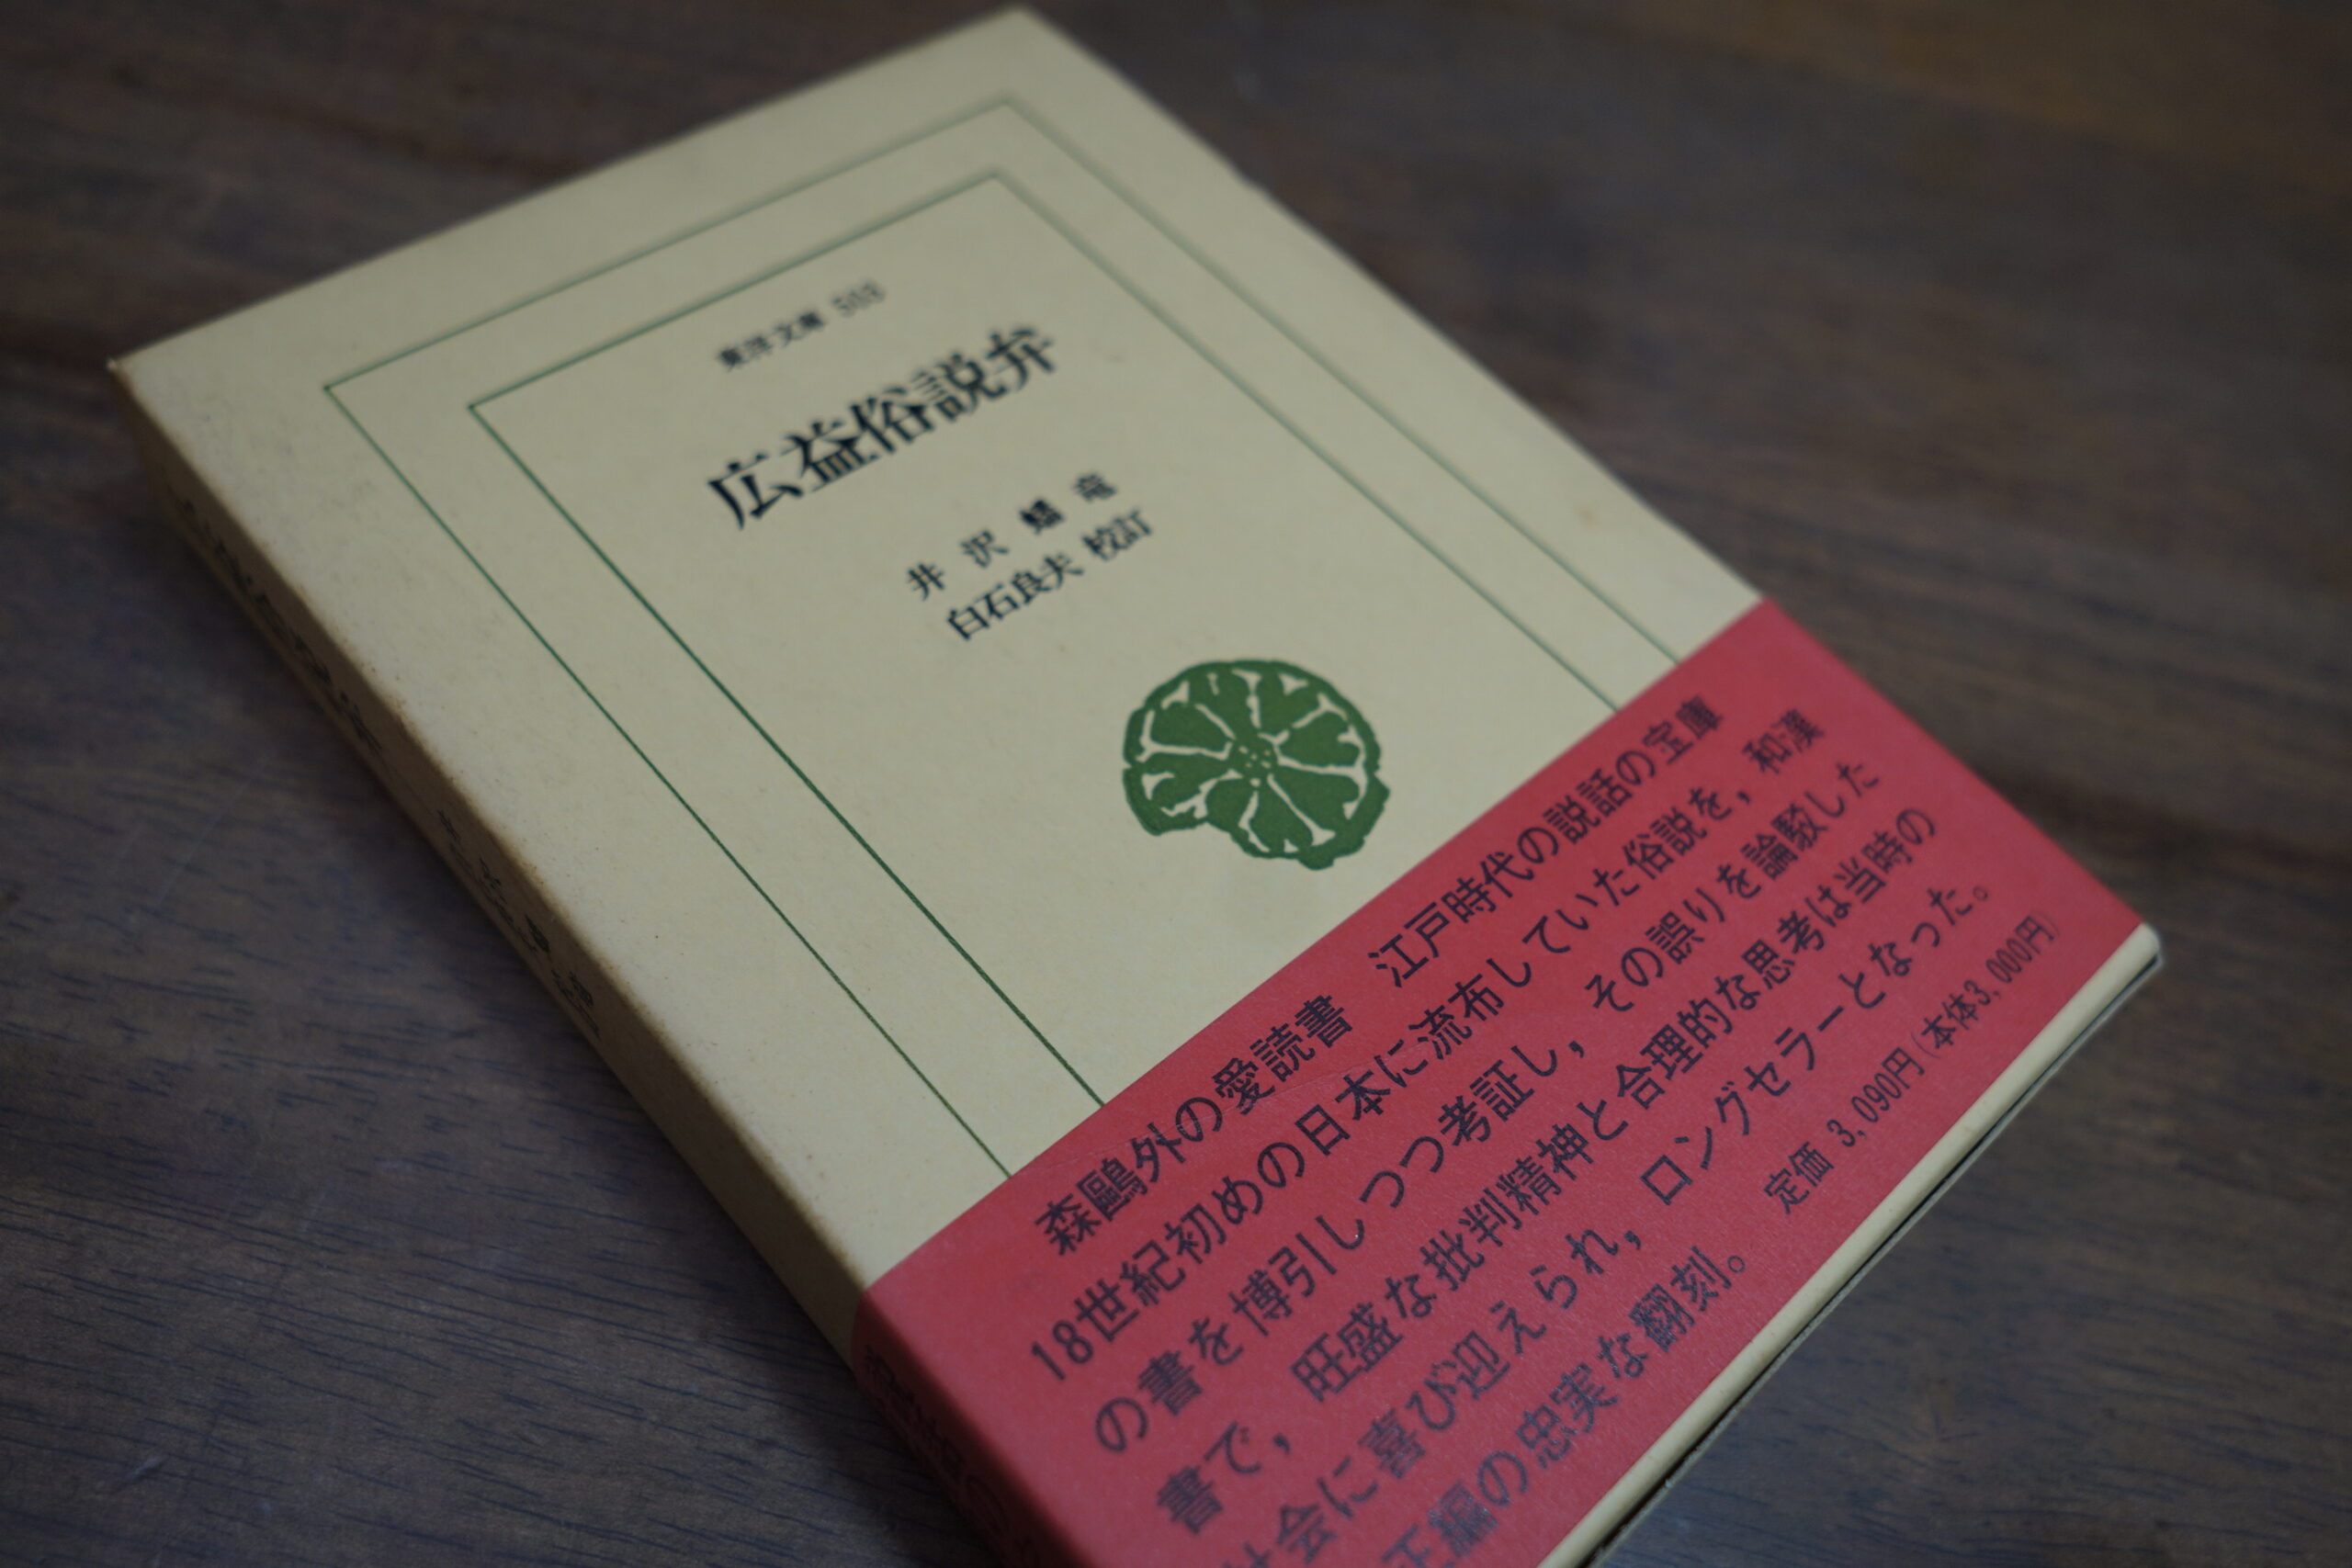 東洋文庫 503
広益俗説弁
井沢蟠竜
白石良夫 校訂
森鷗外の愛読書 江戸時代の説話の宝庫
18世紀初めの日本に流布していた俗説を，和漢
の書を博引しつつ考証し，その誤りを論駁した
書で，旺盛な批判精神と合理的な思考は当時の
社会に喜び迎えられ，ロングセラーとなった。
正編の忠実な翻刻。
定価 3,090円(本体3,000円)